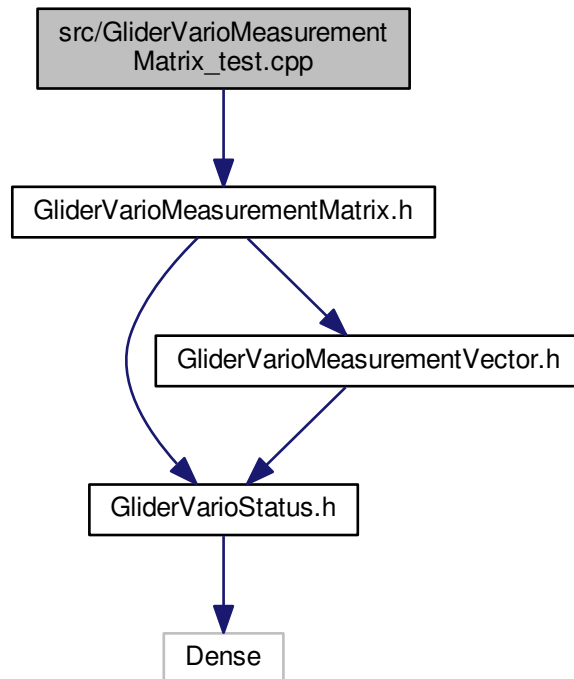 src/GliderVarioMeasurement
Matrix_test.cpp
GliderVarioMeasurementMatrix.h
GliderVarioMeasurementVector.h
GliderVarioStatus.h
Dense